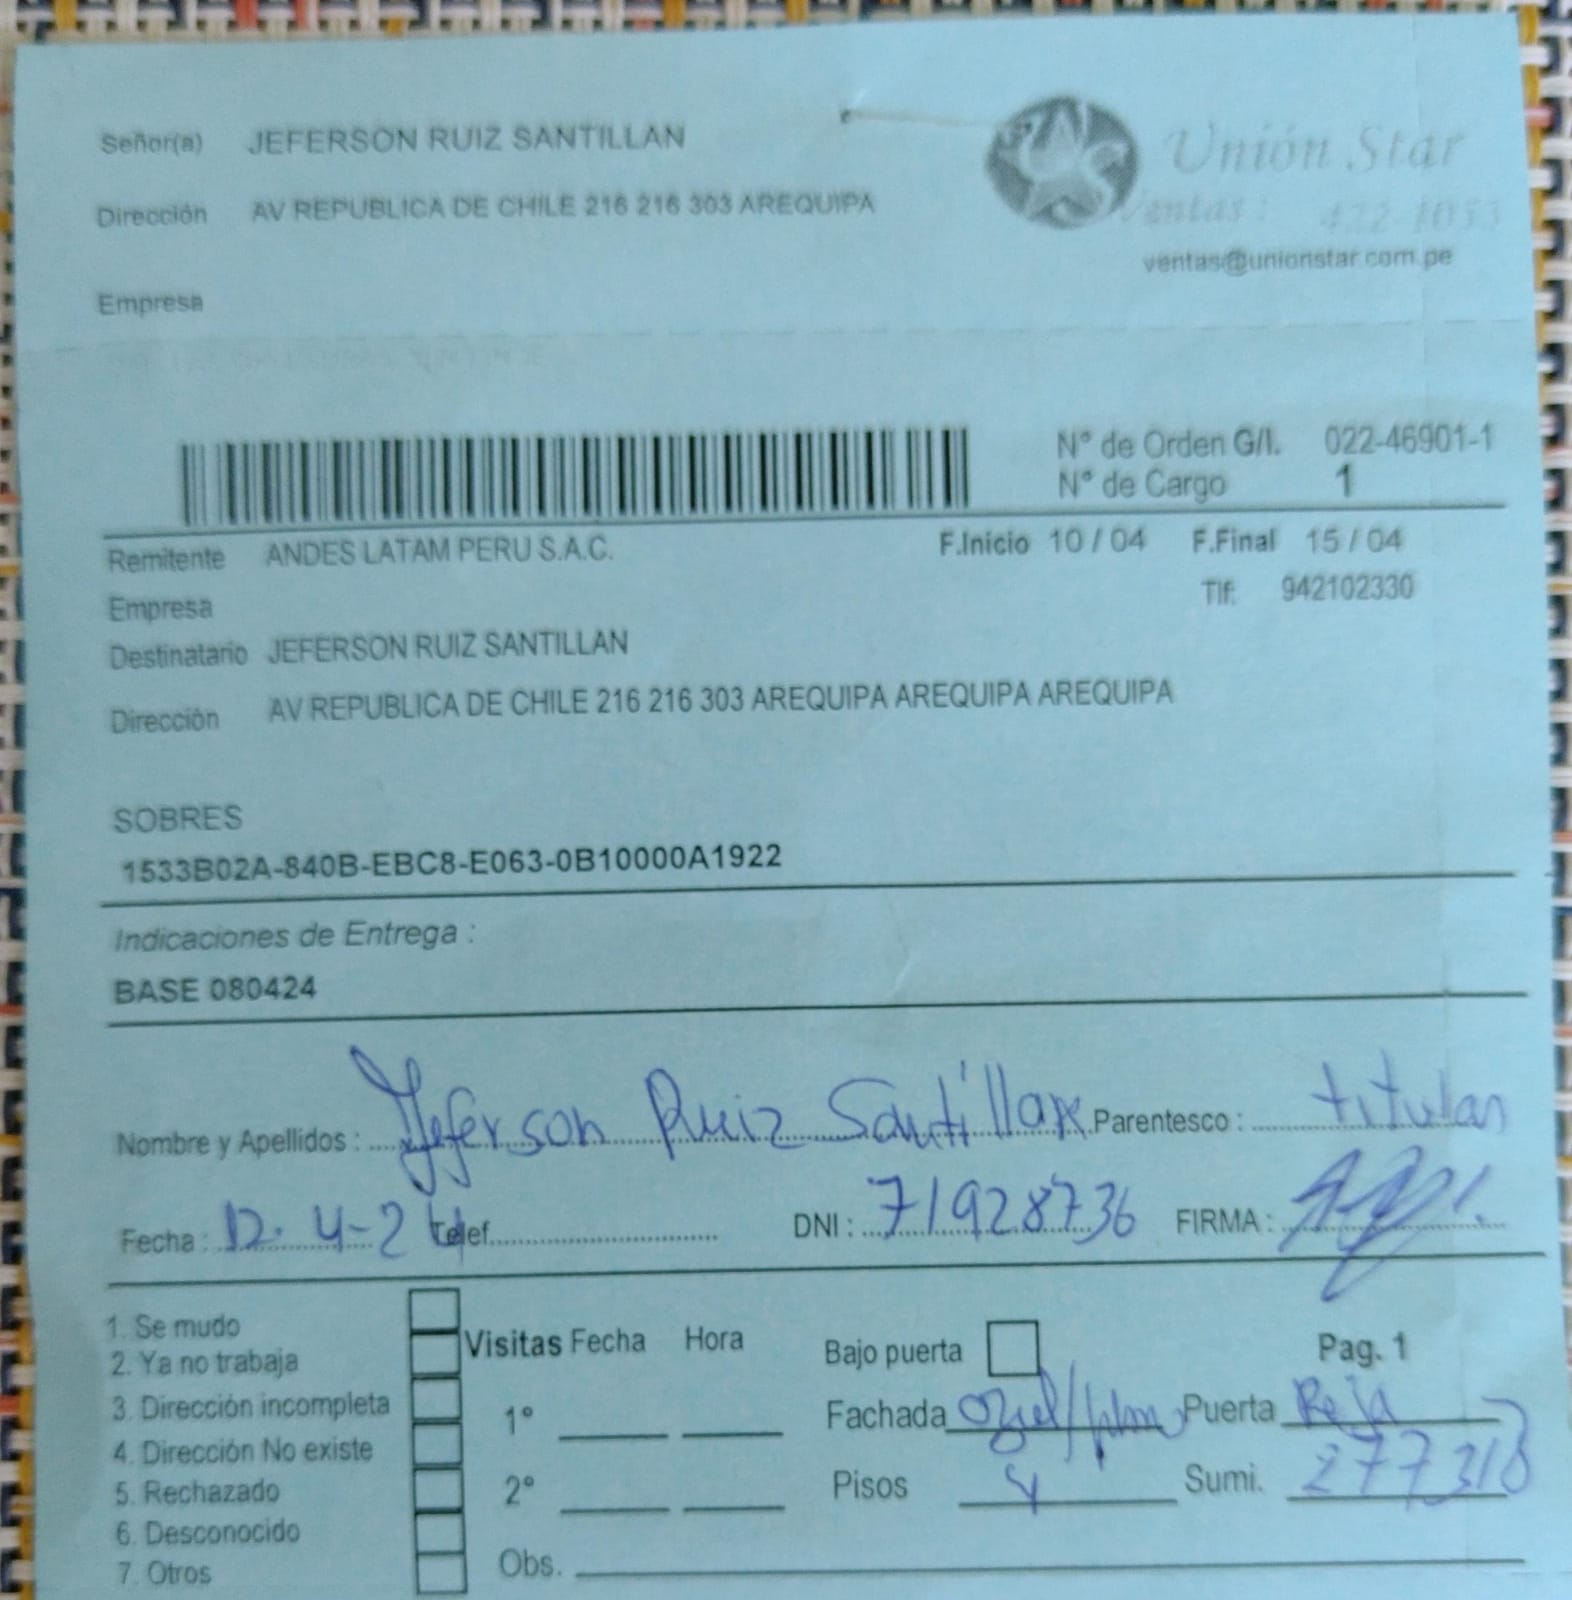 Señor(a) JEFERSON RUIZ SANTILLAN
Unión Star
Dirección AV REPUBLICA DE CHILE 216 216 303 AREQUIPA
Ventas : 422-1033
ventas@unionstar.com.pe
Empresa
N° de Orden G/I. 022-46901-1
N° de Cargo 1
Remitente ANDES LATAM PERU S.A.C. F.Inicio 10 / 04 F.Final 15 / 04
Empresa Tlf: 942102330
Destinatario JEFERSON RUIZ SANTILLAN
Dirección AV REPUBLICA DE CHILE 216 216 303 AREQUIPA AREQUIPA AREQUIPA
SOBRES
1533B02A-840B-EBC8-E063-0B10000A1922
Indicaciones de Entrega :
BASE 080424
Nombre y Apellidos : Jeferson Ruiz Santillan Parentesco : titular
Fecha : 12-4-24 Telef. DNI : 71928736 FIRMA :
1. Se mudo
2. Ya no trabaja
3. Dirección incompleta
4. Dirección No existe
5. Rechazado
6. Desconocido
7. Otros
Visitas Fecha Hora
1°
2°
Obs.
Bajo puerta Pag. 1
Fachada Puerta Reja
Pisos 4 Sumi. 277318